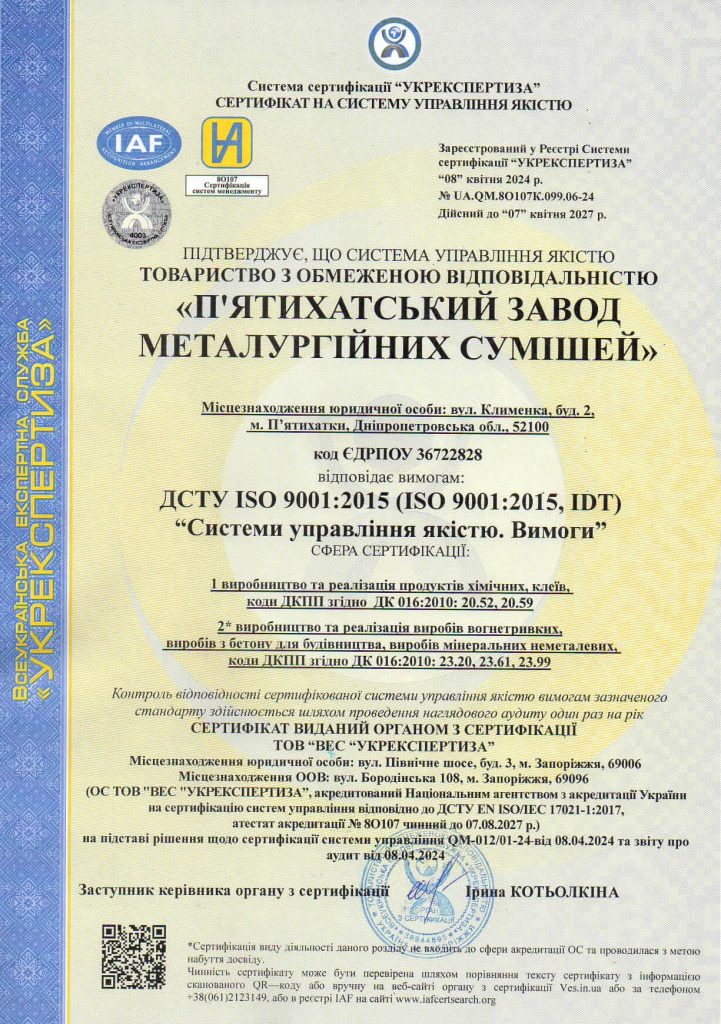 Система сертифікації “УКРЕКСПЕРТИЗА”
СЕРТИФІКАТ НА СИСТЕМУ УПРАВЛІННЯ ЯКІСТЮ
MEMBER OF MULTILATERAL
IAF
RECOGNITION ARRANGEMENT
8О107
Сертифікація
систем менеджменту
«УКРЕКСПЕРТИЗА»
4003
Зареєстрований у Реєстрі Системи
сертифікації “УКРЕКСПЕРТИЗА”
“08” квітня 2024 р.
№ UA.QM.8О107К.099.06-24
Дійсний до “07” квітня 2027 р.
ПІДТВЕРДЖУЄ, ЩО СИСТЕМА УПРАВЛІННЯ ЯКІСТЮ
ТОВАРИСТВО З ОБМЕЖЕНОЮ ВІДПОВІДАЛЬНІСТЮ
«П'ЯТИХАТСЬКИЙ ЗАВОД
МЕТАЛУРГІЙНИХ СУМІШЕЙ»
Місцезнаходження юридичної особи: вул. Клименка, буд. 2,
м. П’ятихатки, Дніпропетровська обл., 52100
код ЄДРПОУ 36722828
відповідає вимогам:
ДСТУ ISO 9001:2015 (ISO 9001:2015, IDT)
“Системи управління якістю. Вимоги”
СФЕРА СЕРТИФІКАЦІЇ:
1 виробництво та реалізація продуктів хімічних, клеїв,
коди ДКПП згідно ДК 016:2010: 20.52, 20.59
2* виробництво та реалізація виробів вогнетривких,
виробів з бетону для будівництва, виробів мінеральних неметалевих,
коди ДКПП згідно ДК 016:2010: 23.20, 23.61, 23.99
Контроль відповідності сертифікованої системи управління якістю вимогам зазначеного
стандарту здійснюється шляхом проведення наглядового аудиту один раз на рік
СЕРТИФІКАТ ВИДАНИЙ ОРГАНОМ З СЕРТИФІКАЦІЇ
ТОВ “ВЕС “УКРЕКСПЕРТИЗА”
Місцезнаходження юридичної особи: вул. Північне шосе, буд. 3, м. Запоріжжя, 69006
Місцезнаходження ООВ: вул. Бородінська 108, м. Запоріжжя, 69096
(ОС ТОВ "ВЕС "УКРЕКСПЕРТИЗА", акредитований Національним агентством з акредитації України
на сертифікацію систем управління відповідно до ДСТУ EN ISO/IEC 17021-1:2017,
атестат акредитації № 8О107 чинний до 07.08.2027 р.)
на підставі рішення щодо сертифікації системи управління QM-012/01-24 від 08.04.2024 та звіту про
аудит від 08.04.2024
Заступник керівника органу з сертифікації Ірина КОТЬОЛКІНА
ОРГАН
З СЕРТИФІКАЦІЇ
*Сертифікація виду діяльності даного розділу не входить до сфери акредитації ОС та проводилася з метою
набуття досвіду.
Чинність сертифікату може бути перевірена шляхом порівняння тексту сертифікату з інформацією
сканованого QR—коду або вручну на веб-сайті органу з сертифікації Ves.in.ua або за телефоном
+38(061)2123149, або в реєстрі IAF на сайті www.iafcertsearch.org
ВСЕУКРАЇНСЬКА ЕКСПЕРТНА СЛУЖБА
«УКРЕКСПЕРТИЗА»